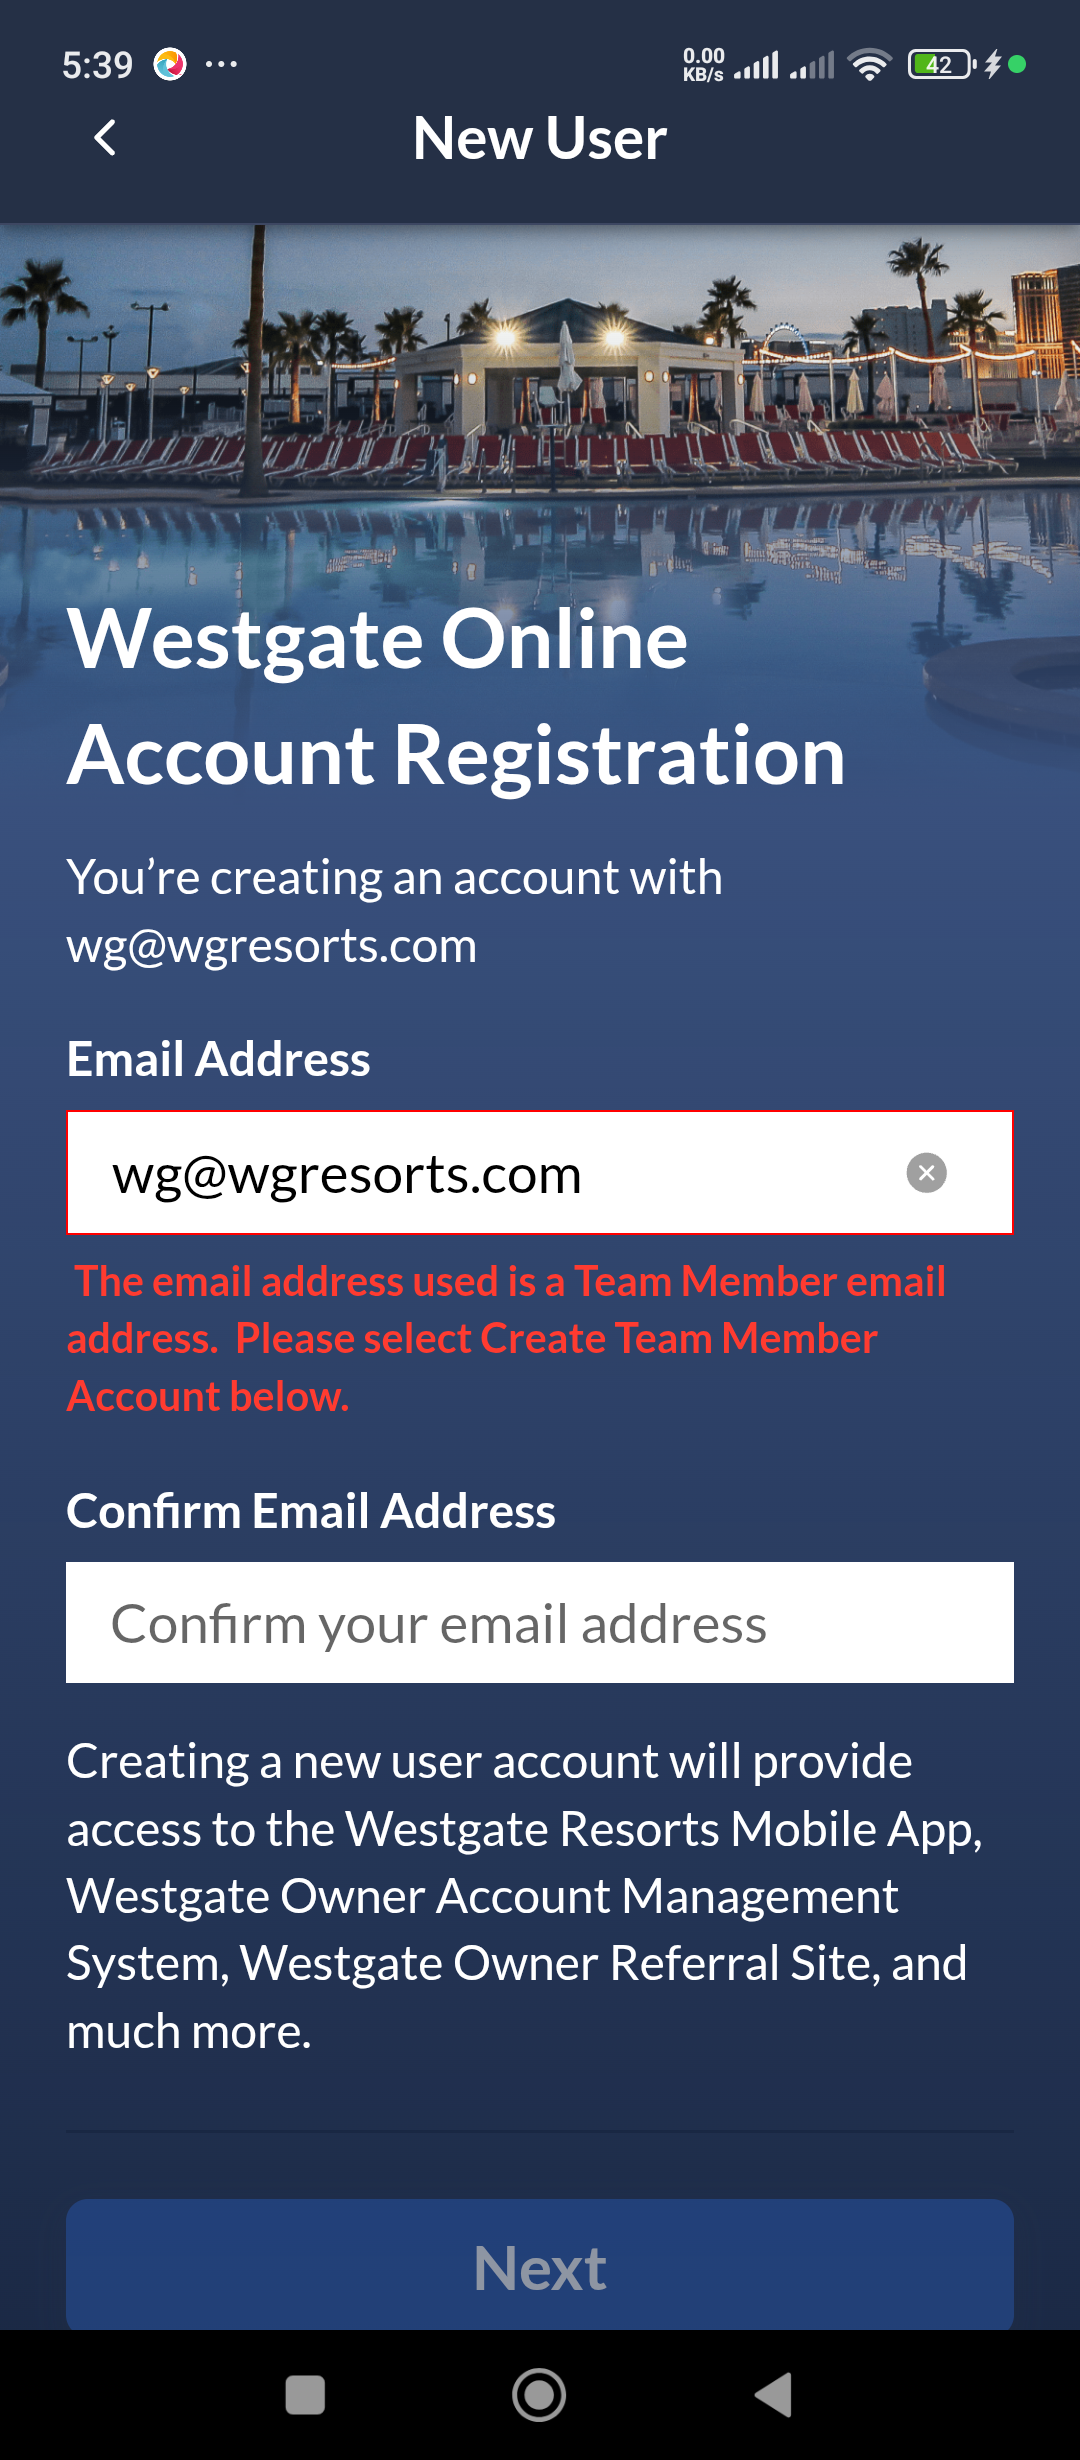 5:39
0.00
KB/s
42
New User
Westgate Online
Account Registration
You’re creating an account with
wg@wgresorts.com
Email Address
wg@wgresorts.com
The email address used is a Team Member email
address.  Please select Create Team Member
Account below.
Confirm Email Address
Confirm your email address
Creating a new user account will provide
access to the Westgate Resorts Mobile App,
Westgate Owner Account Management
System, Westgate Owner Referral Site, and
much more.
Next